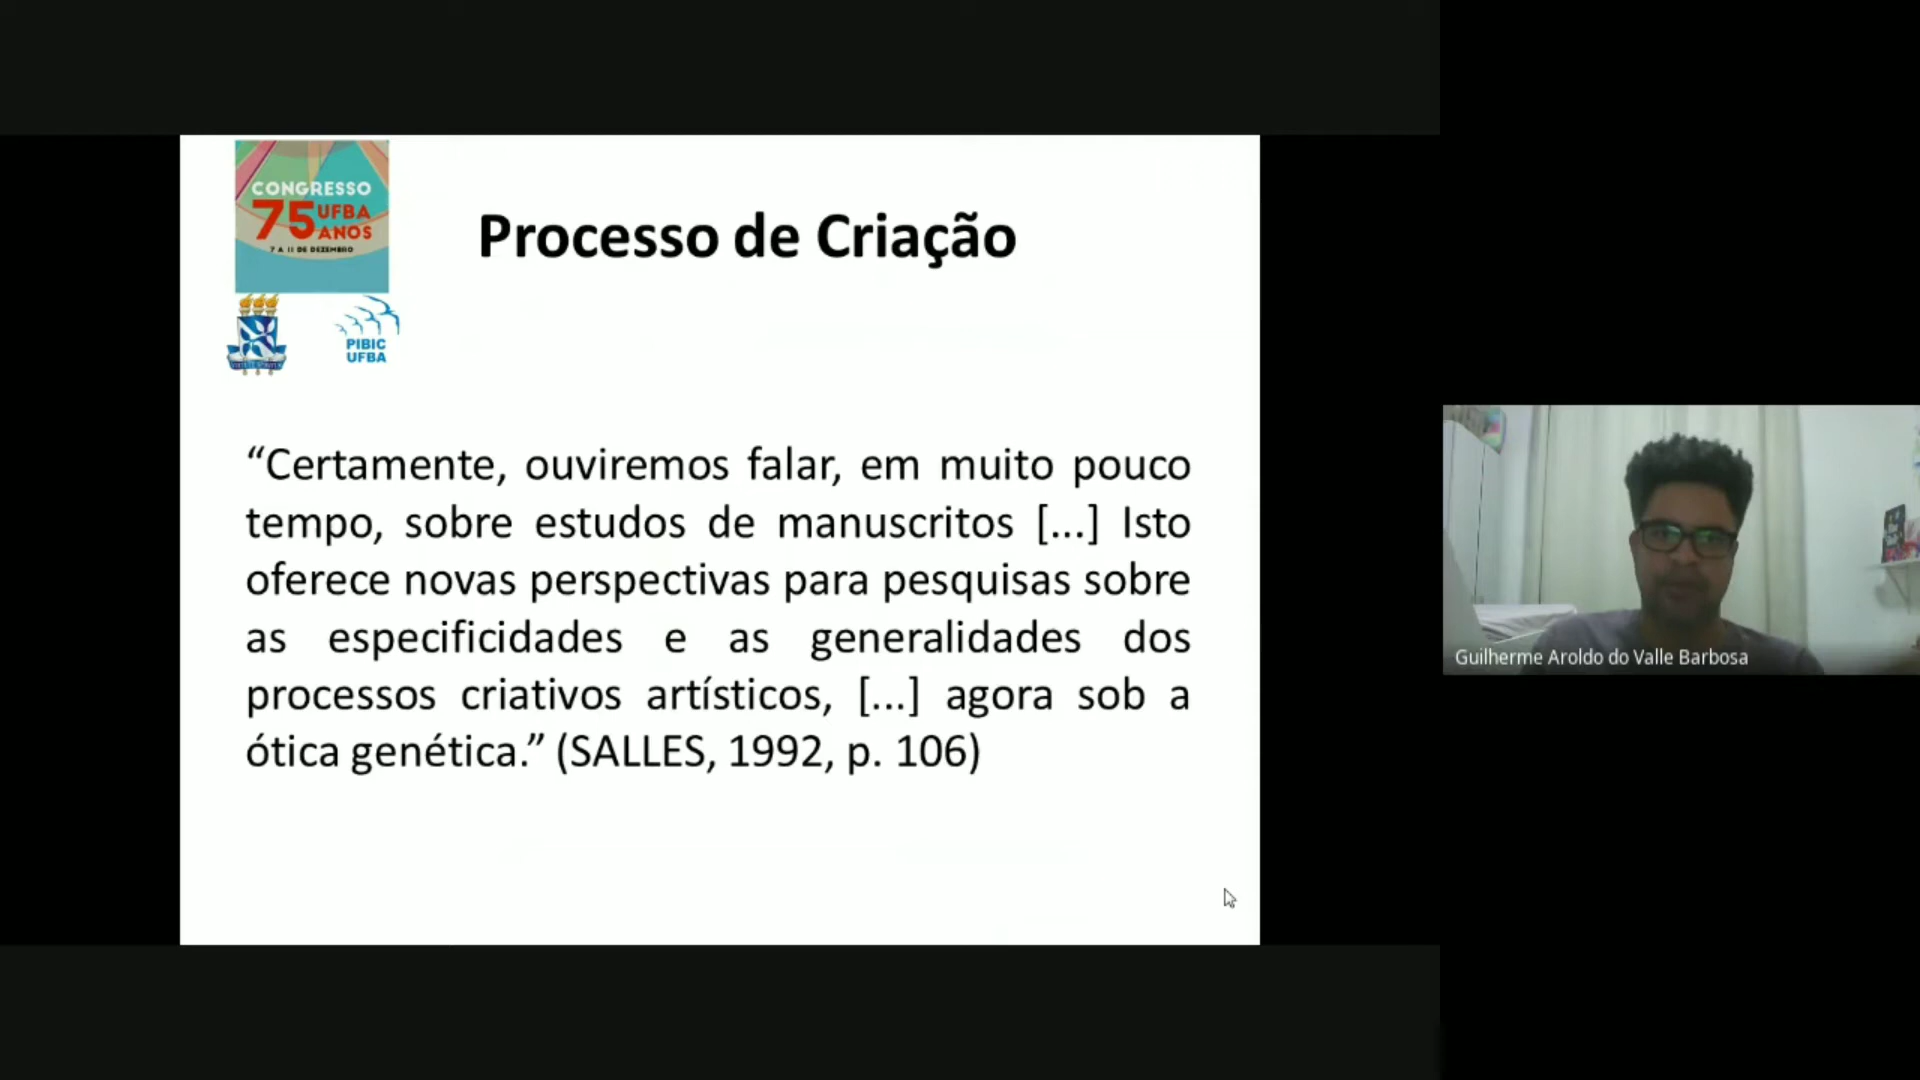 CONGRESSO
75 UFBA
ANOS
7 A 11 DE DEZEMBRO
Processo de Criação
PIBIC
UFBA
“Certamente, ouviremos falar, em muito pouco
tempo, sobre estudos de manuscritos [...] Isto
oferece novas perspectivas para pesquisas sobre
as especificidades e as generalidades dos
processos criativos artísticos, [...] agora sob a
ótica genética.” (SALLES, 1992, p. 106)
Guilherme Aroldo do Valle Barbosa